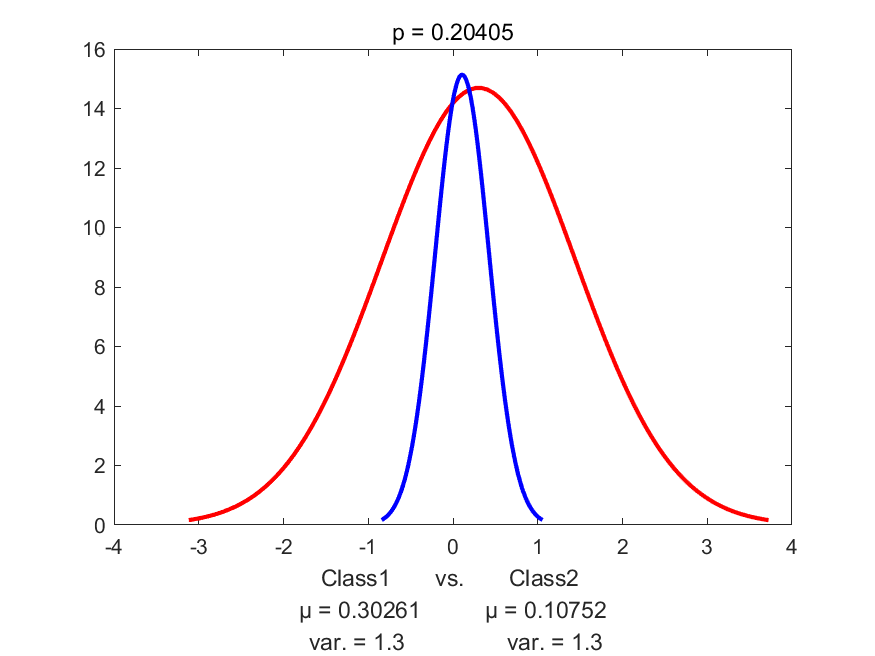 p = 0.20405
16
14
12
10
8
6
4
2
0
-4 -3 -2 -1 0 1 2 3 4
Class1 vs. Class2
μ = 0.30261 μ = 0.10752
var. = 1.3 var. = 1.3